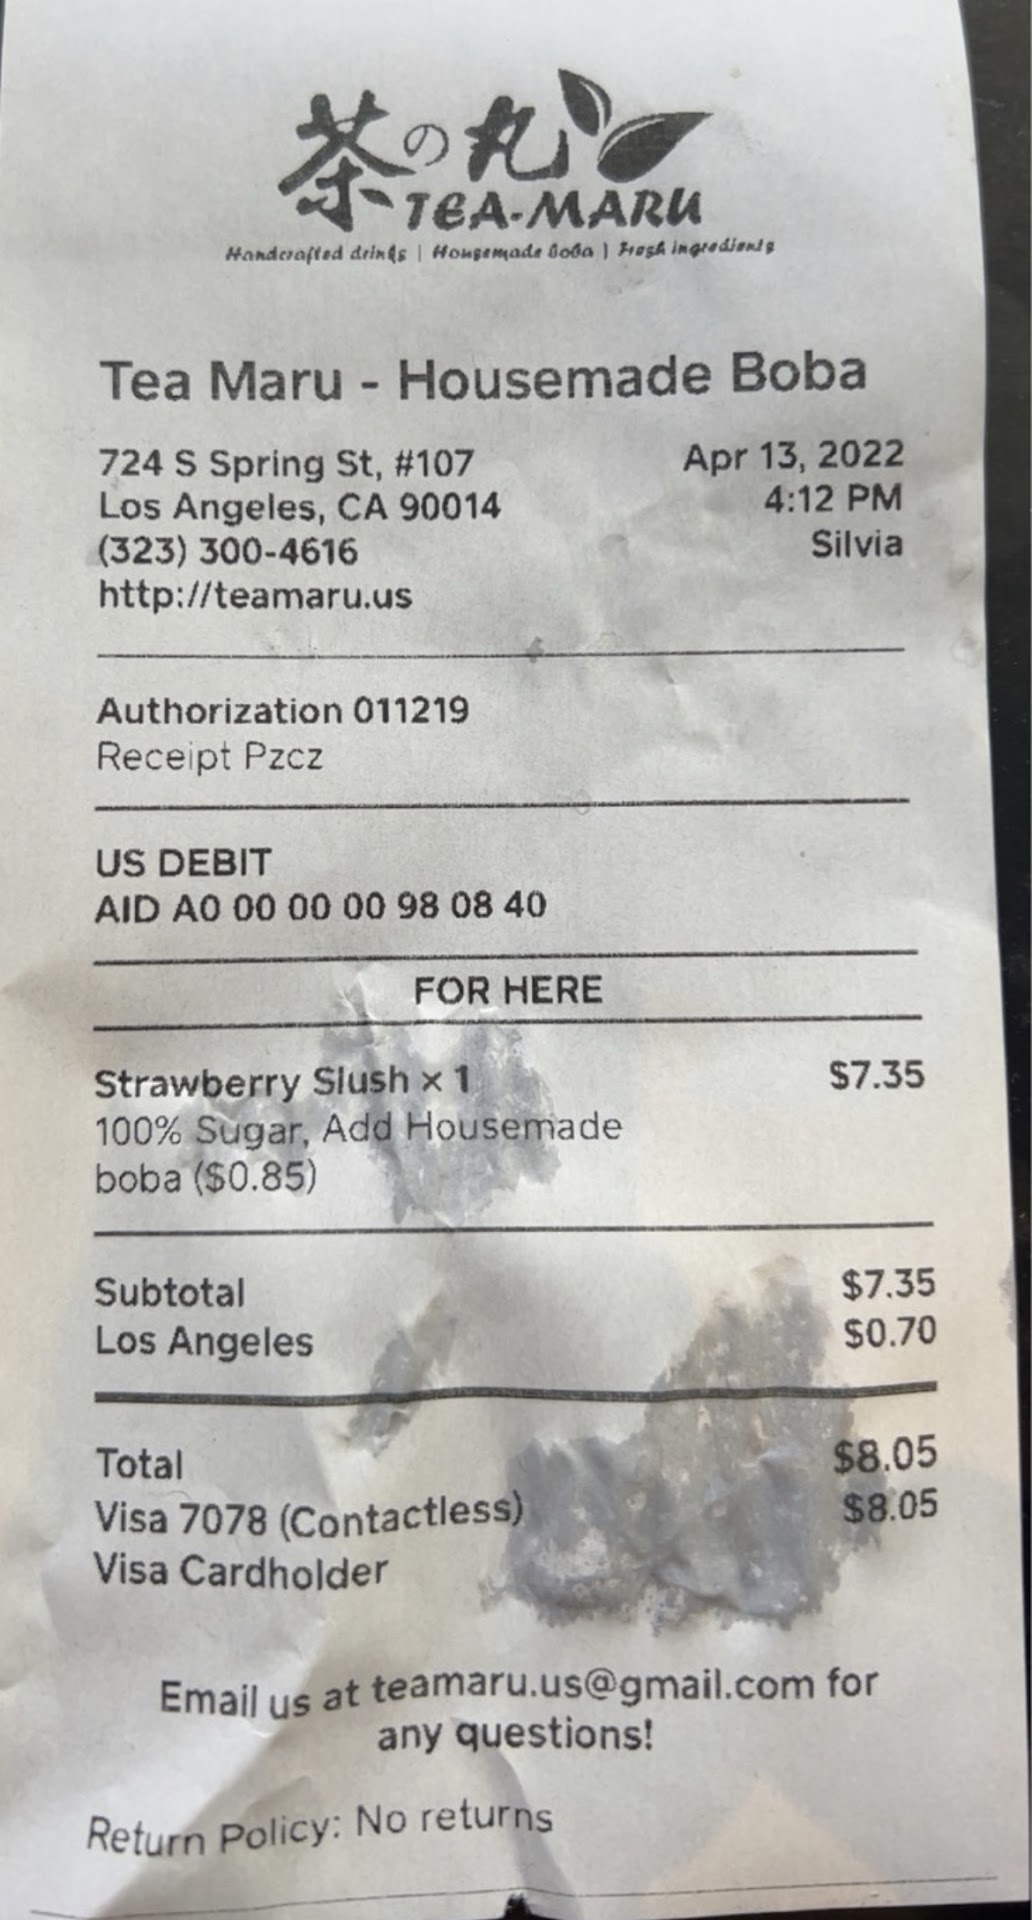 茶の丸
TEA-MARU
Handcrafted drinks | Housemade Boba | Fresh ingredients
Tea Maru - Housemade Boba
724 S Spring St, #107
Apr 13, 2022
Los Angeles, CA 90014
4:12 PM
(323) 300-4616
Silvia
http://teamaru.us
Authorization 011219
Receipt Pzcz
US DEBIT
AID A0 00 00 00 98 08 40
FOR HERE
Strawberry Slush × 1 $7.35
100% Sugar, Add Housemade
boba ($0.85)
Subtotal $7.35
Los Angeles $0.70
Total $8.05
Visa 7078 (Contactless) $8.05
Visa Cardholder
Email us at teamaru.us@gmail.com for
any questions!
Return Policy: No returns